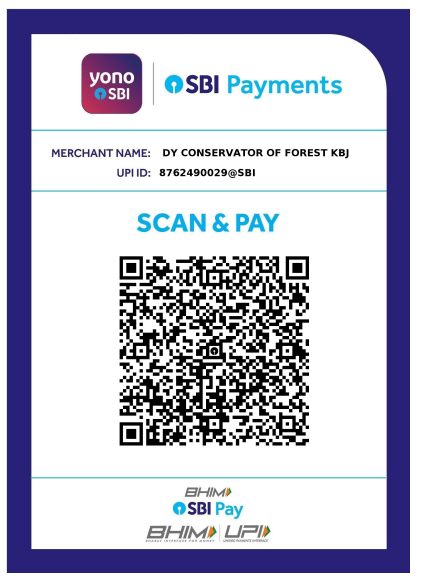 yono
SBI
SBI Payments
MERCHANT NAME: DY CONSERVATOR OF FOREST KBJ
UPI ID: 8762490029@SBI
SCAN & PAY
BHIM
SBI Pay
BHIM UPI
BHARAT INTERFACE FOR MONEY UNIFIED PAYMENTS INTERFACE